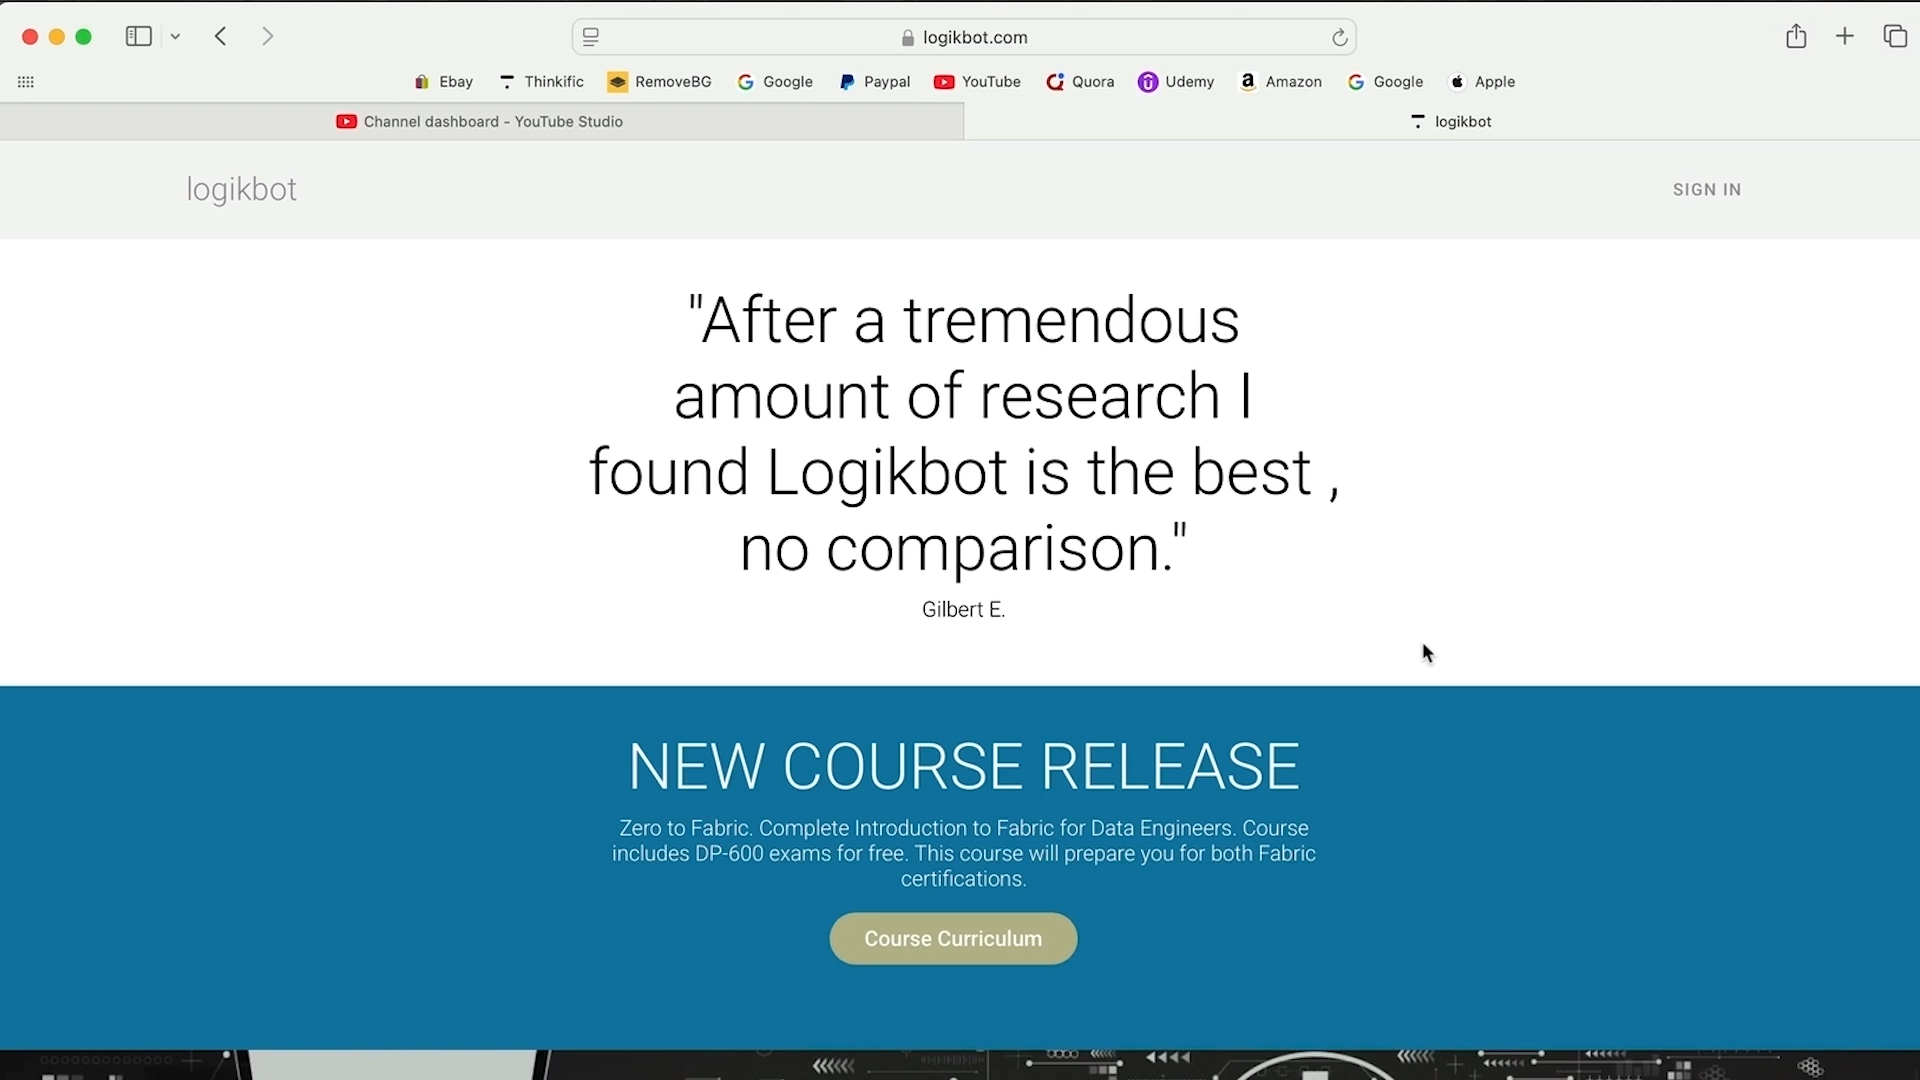 logikbot.com
Ebay
Thinkific
RemoveBG
Google
Paypal
YouTube
Quora
Udemy
Amazon
Google
Apple
Channel dashboard - YouTube Studio
logikbot
logikbot
SIGN IN
"After a tremendous
amount of research I
found Logikbot is the best ,
no comparison."
Gilbert E.
NEW COURSE RELEASE
Zero to Fabric. Complete Introduction to Fabric for Data Engineers. Course
includes DP-600 exams for free. This course will prepare you for both Fabric
certifications.
Course Curriculum